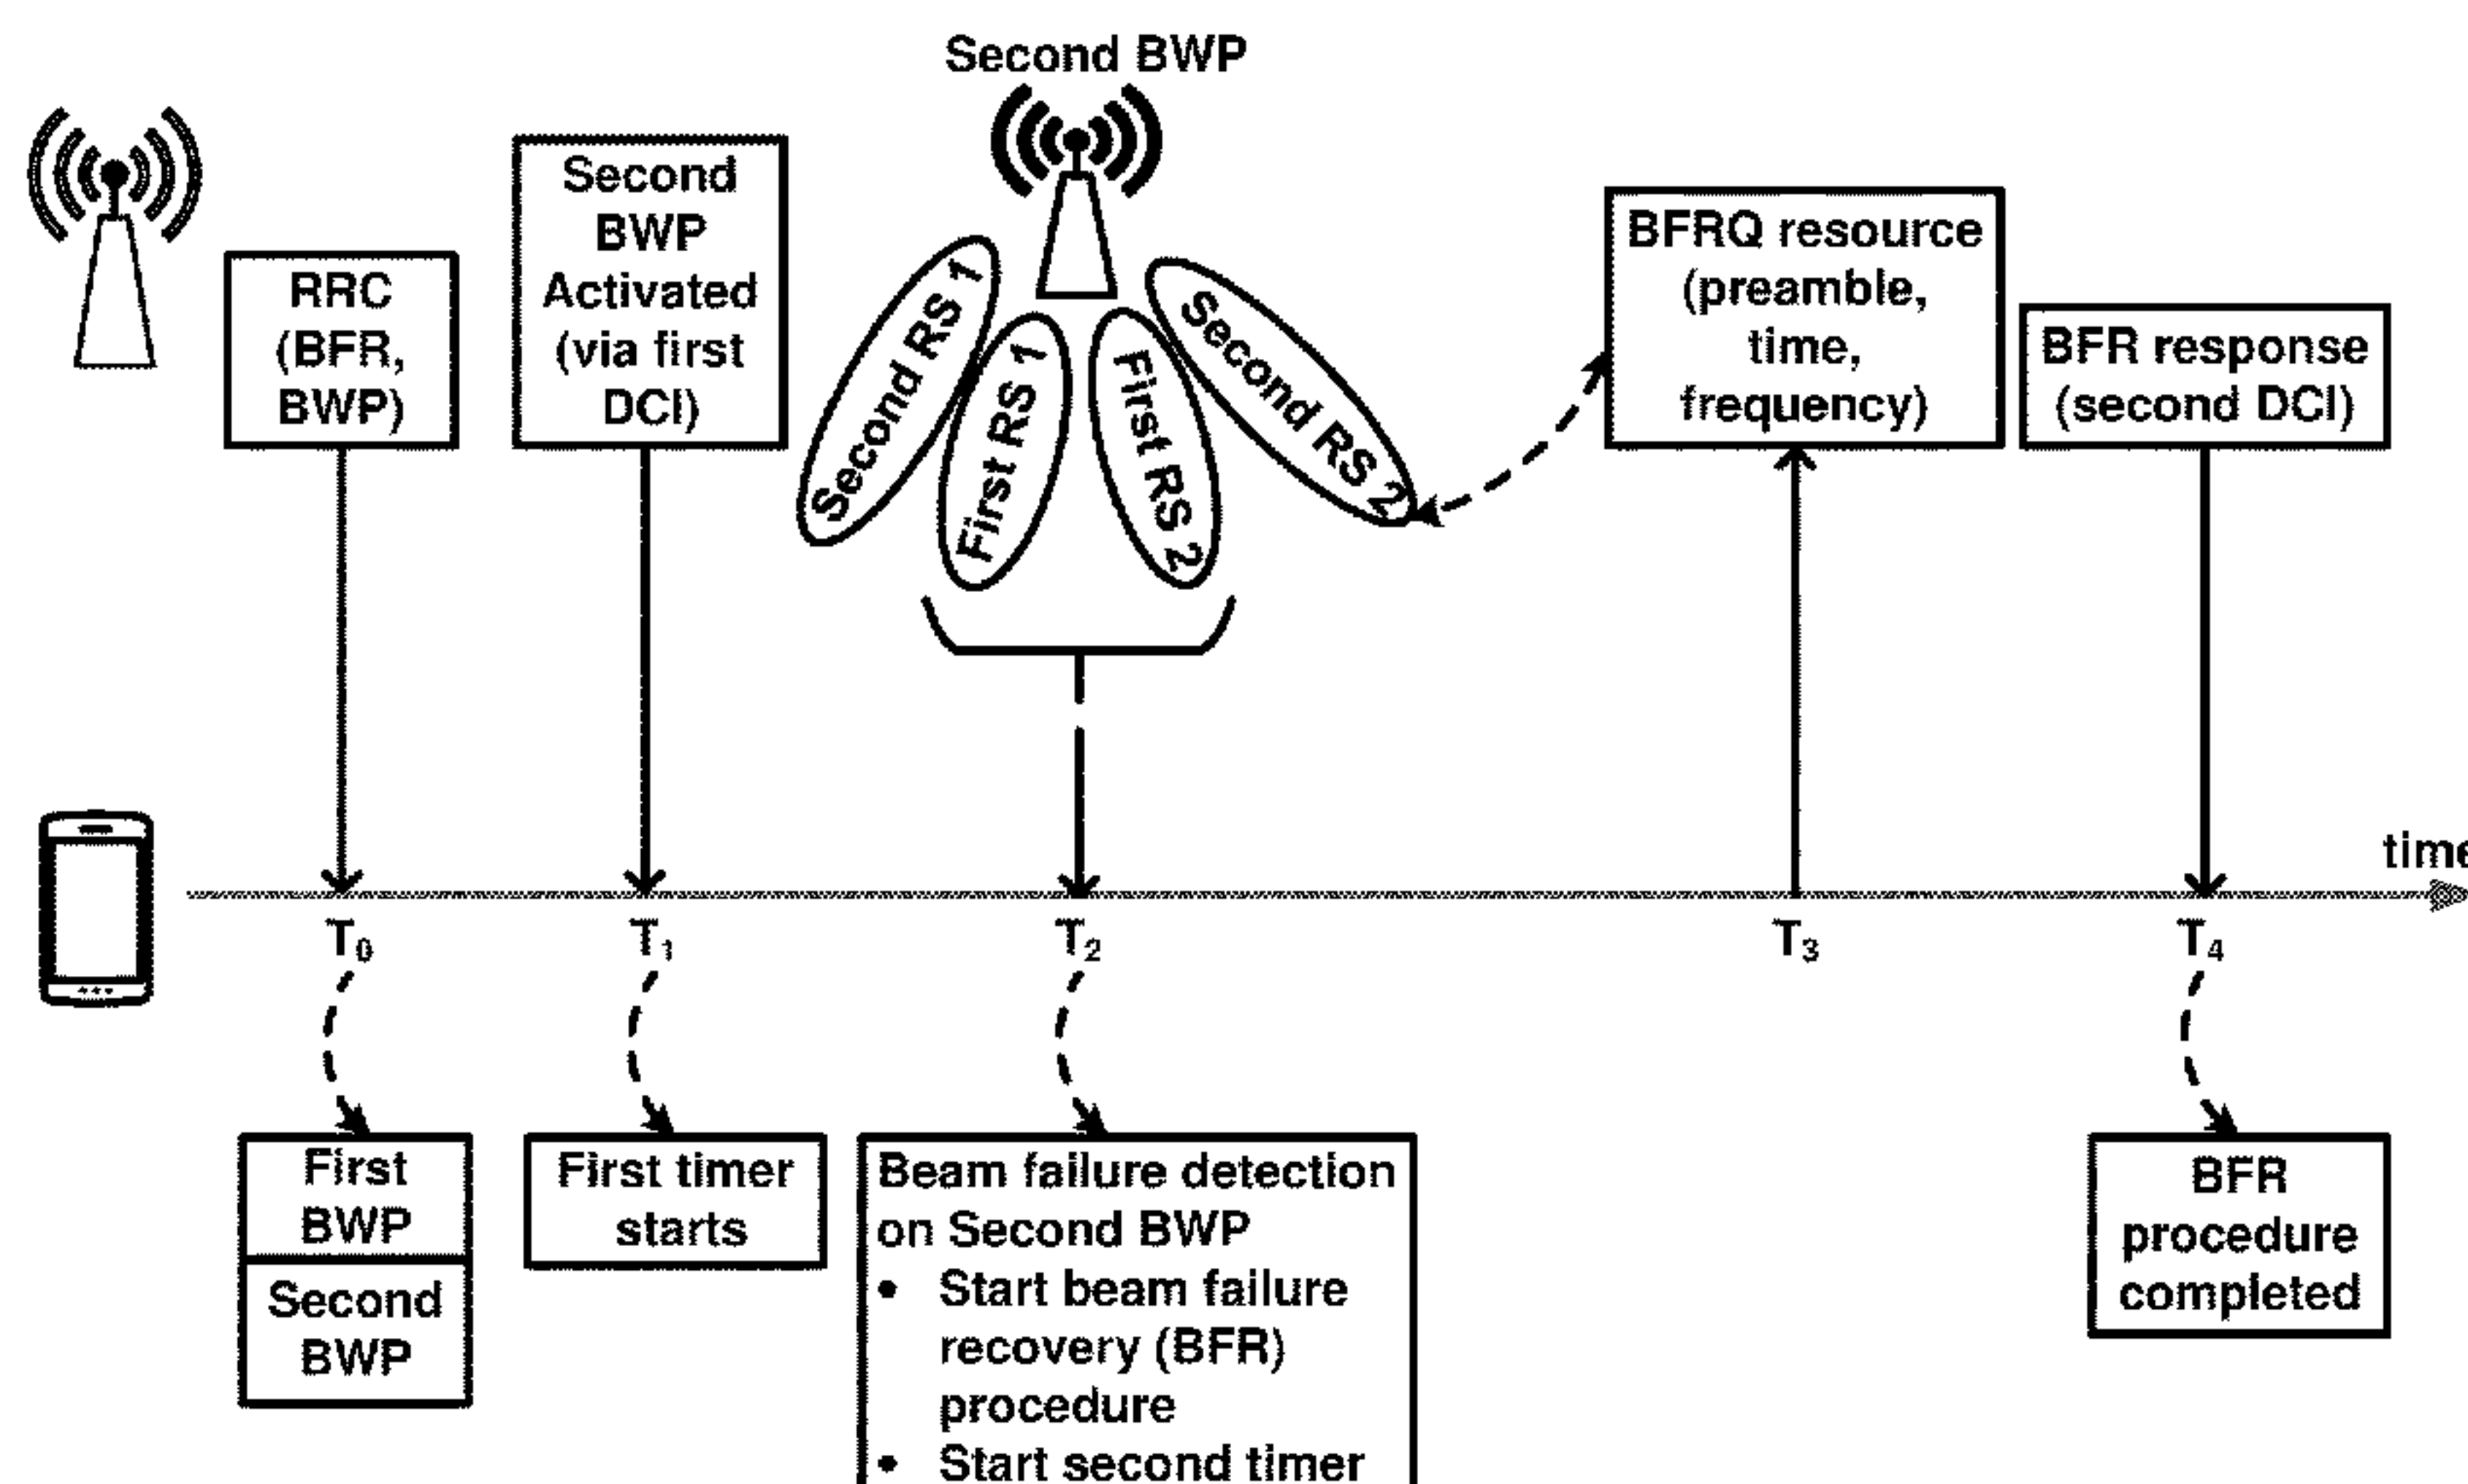 Second BWP
RRC
(BFR,
BWP)
Second
BWP
Activated
(via first
DCI)
Second RS 1
First RS 1
First RS 2
Second RS 2
BFRQ resource
(preamble,
time,
frequency)
BFR response
(second DCI)
time
T0
T1
T2
T3
T4
First
BWP
Second
BWP
First timer
starts
Beam failure detection
on Second BWP
• Start beam failure
recovery (BFR)
procedure
• Start second timer
BFR
procedure
completed